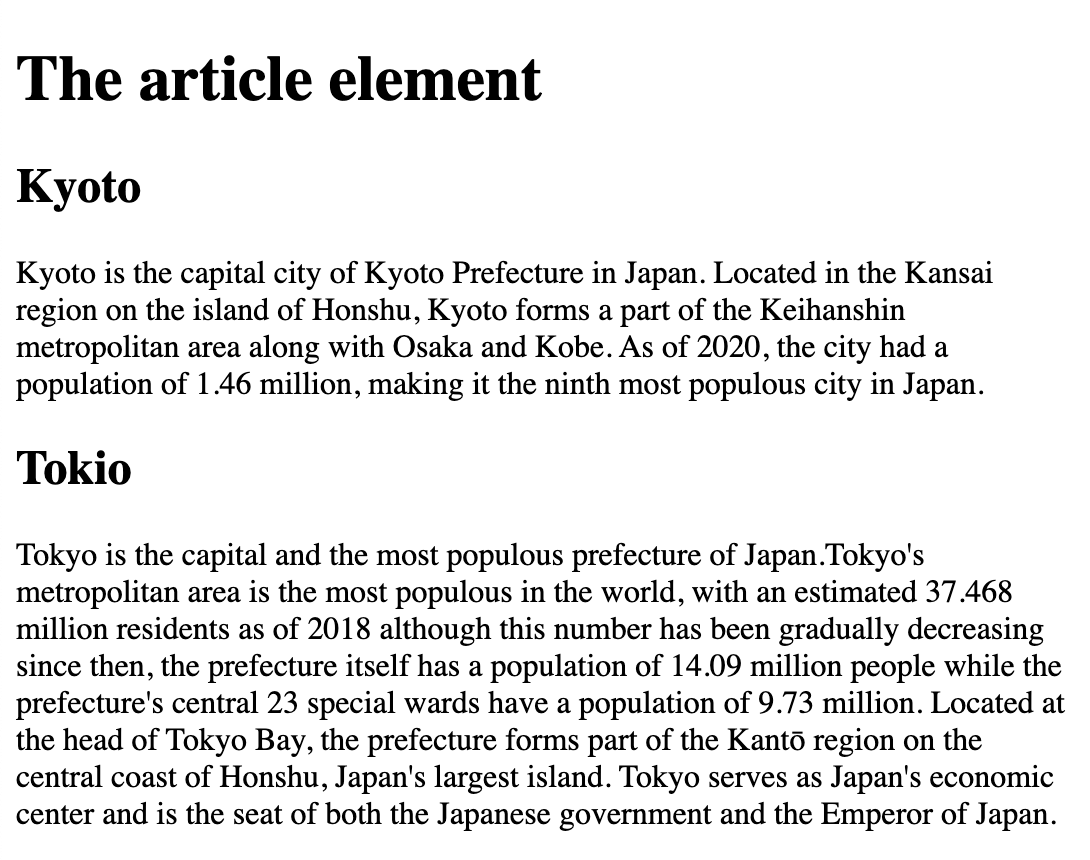 The article element
Kyoto
Kyoto is the capital city of Kyoto Prefecture in Japan. Located in the Kansai
region on the island of Honshu, Kyoto forms a part of the Keihanshin
metropolitan area along with Osaka and Kobe. As of 2020, the city had a
population of 1.46 million, making it the ninth most populous city in Japan.
Tokio
Tokyo is the capital and the most populous prefecture of Japan.Tokyo's
metropolitan area is the most populous in the world, with an estimated 37.468
million residents as of 2018 although this number has been gradually decreasing
since then, the prefecture itself has a population of 14.09 million people while the
prefecture's central 23 special wards have a population of 9.73 million. Located at
the head of Tokyo Bay, the prefecture forms part of the Kantō region on the
central coast of Honshu, Japan's largest island. Tokyo serves as Japan's economic
center and is the seat of both the Japanese government and the Emperor of Japan.